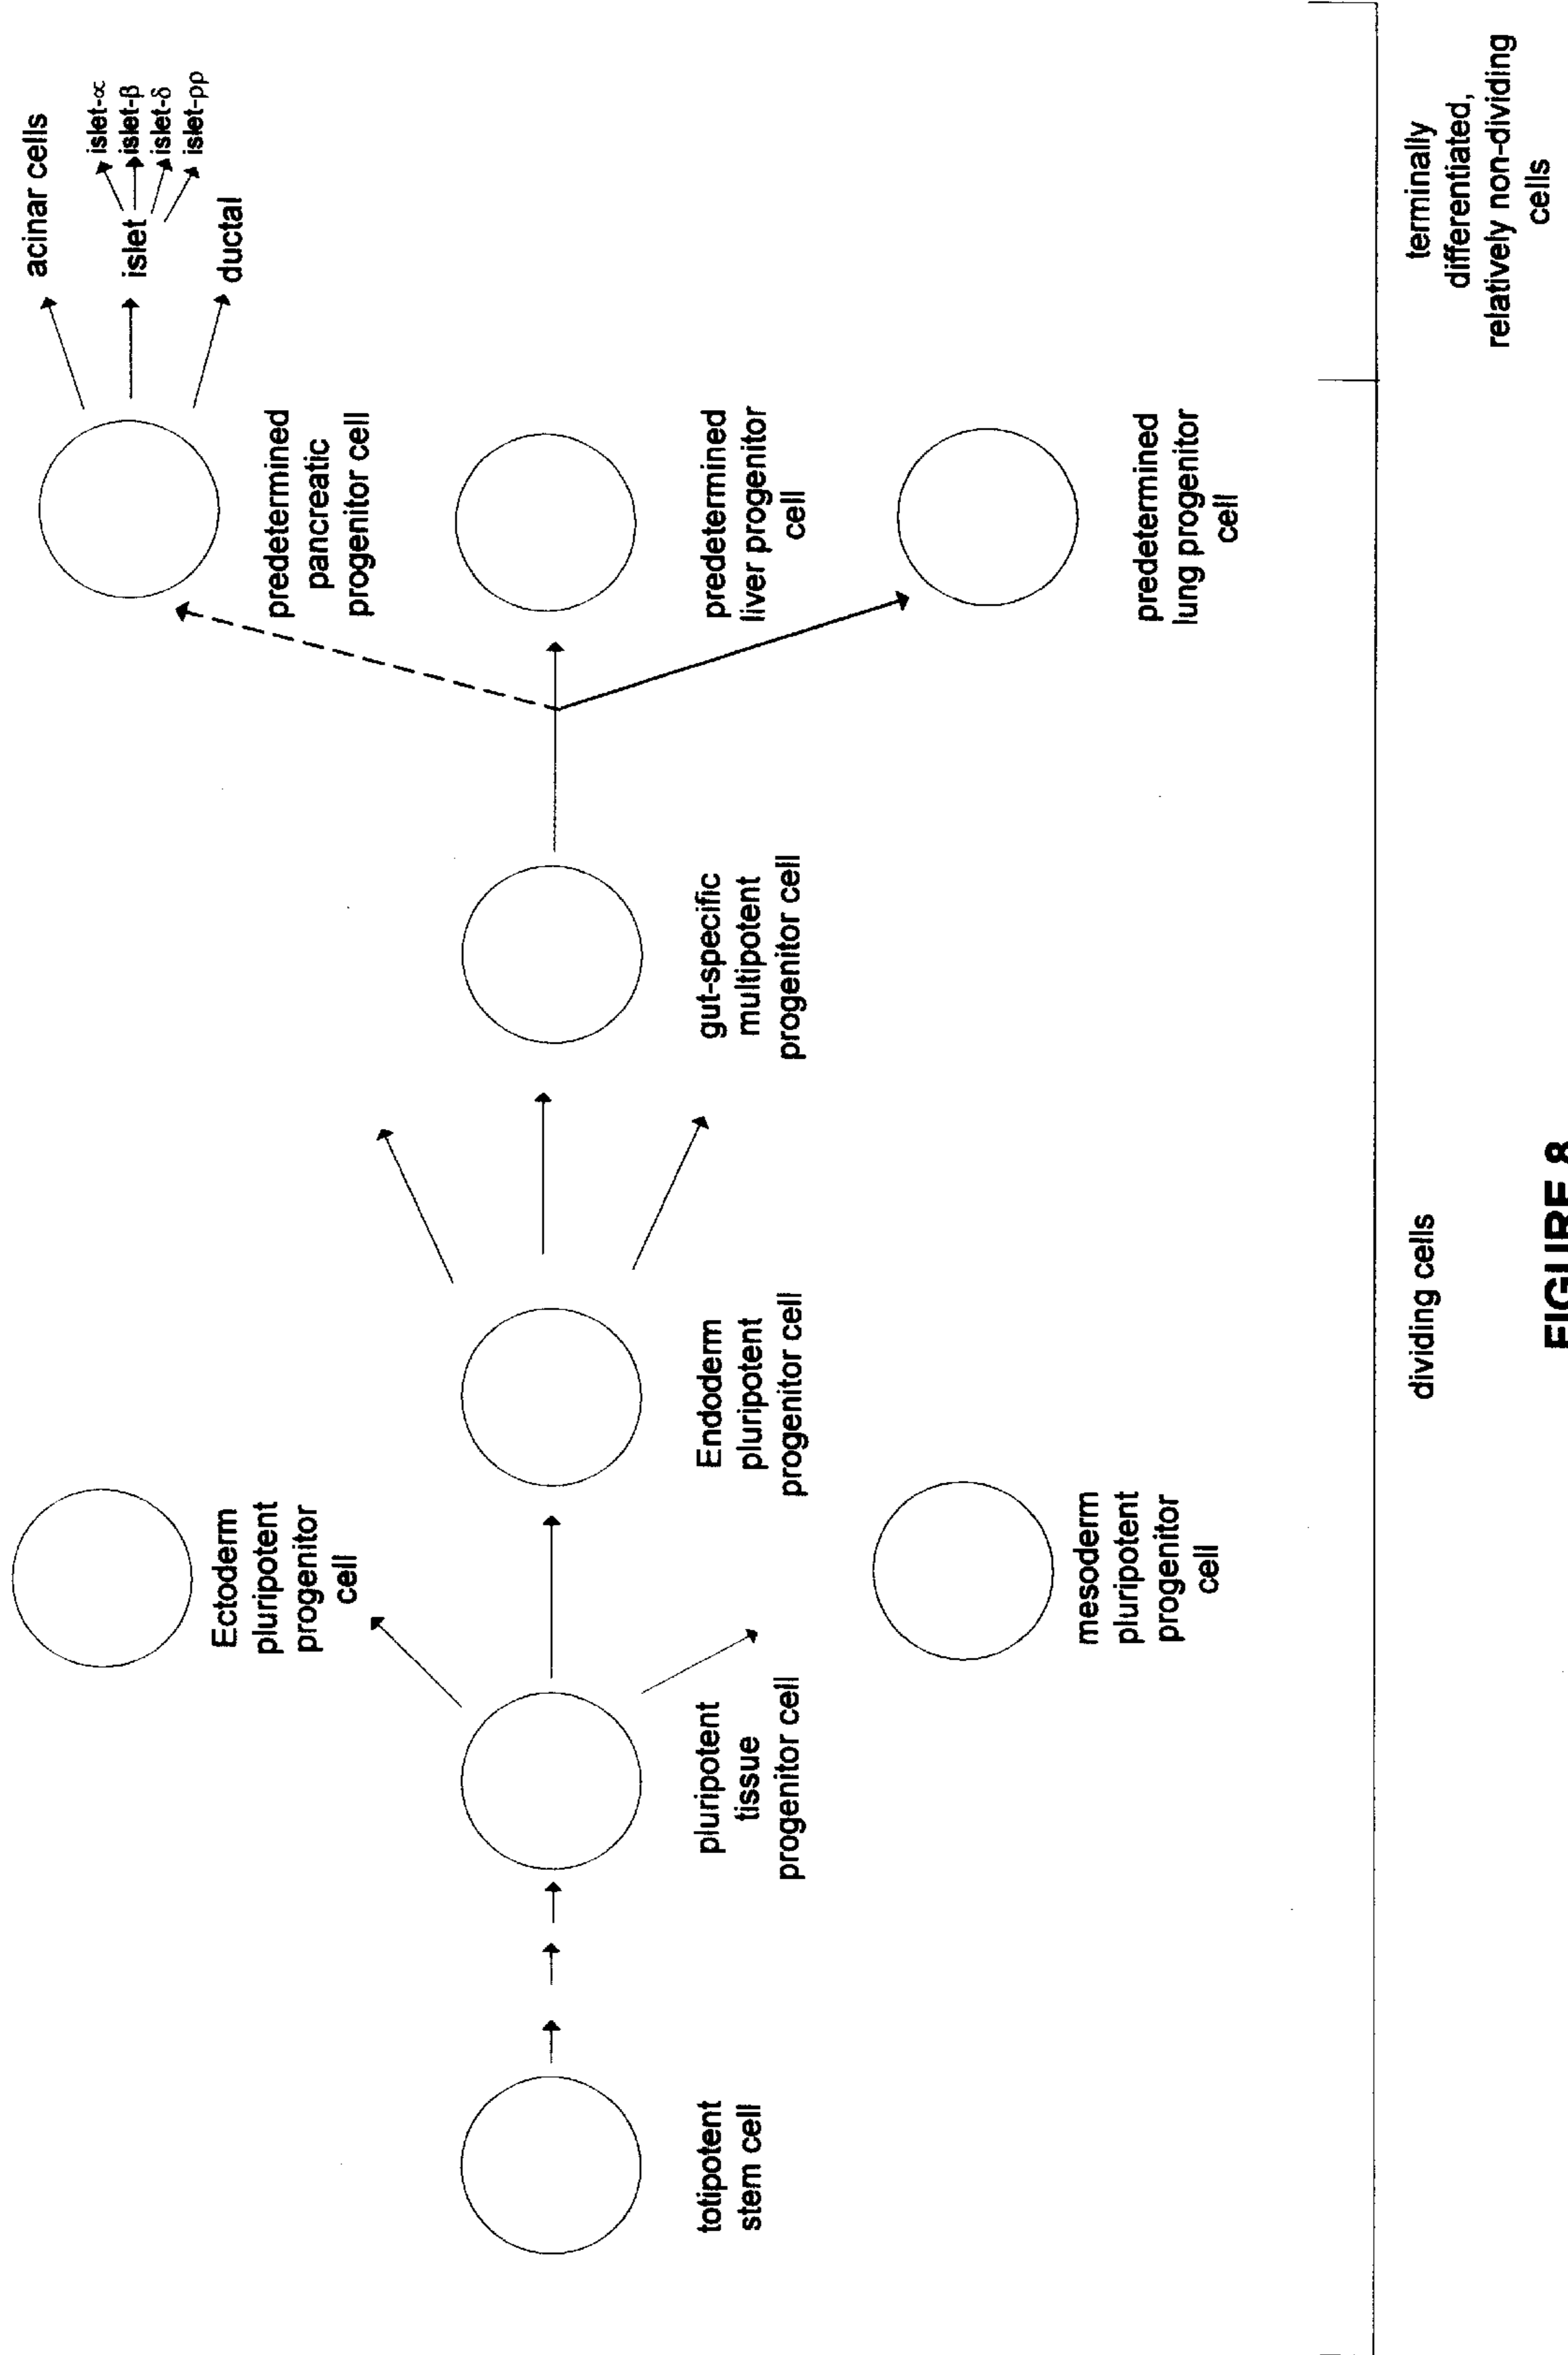 acinar cells
islet
islet-α
islet-β
islet-δ
islet-pp
ductal
predetermined
pancreatic
progenitor cell
Ectoderm
pluripotent
progenitor
cell
totipotent
stem cell
pluripotent
tissue
progenitor cell
Endoderm
pluripotent
progenitor cell
gut-specific
multipotent
progenitor cell
predetermined
liver progenitor
cell
mesoderm
pluripotent
progenitor
cell
predetermined
lung progenitor
cell
dividing cells
terminally
differentiated,
relatively non-dividing
cells
FIGURE 8